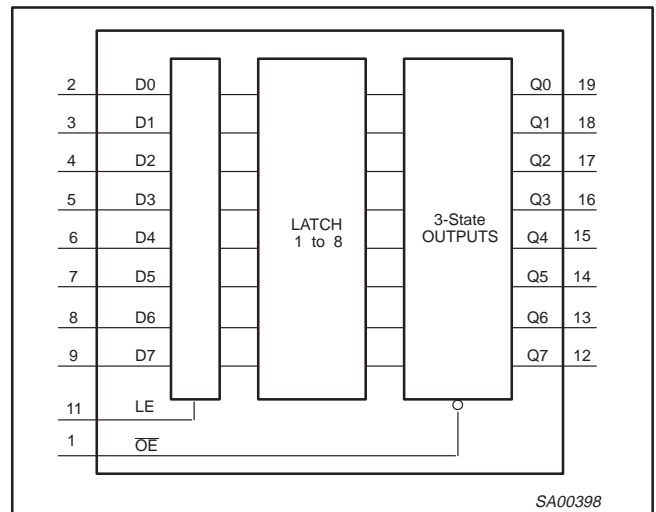 2 D0 Q0 19
3 D1 Q1 18
4 D2 Q2 17
5 D3 Q3 16
LATCH
1 to 8
3-State
OUTPUTS
6 D4 Q4 15
7 D5 Q5 14
8 D6 Q6 13
9 D7 Q7 12
11 LE
1 O̅E̅
SA00398